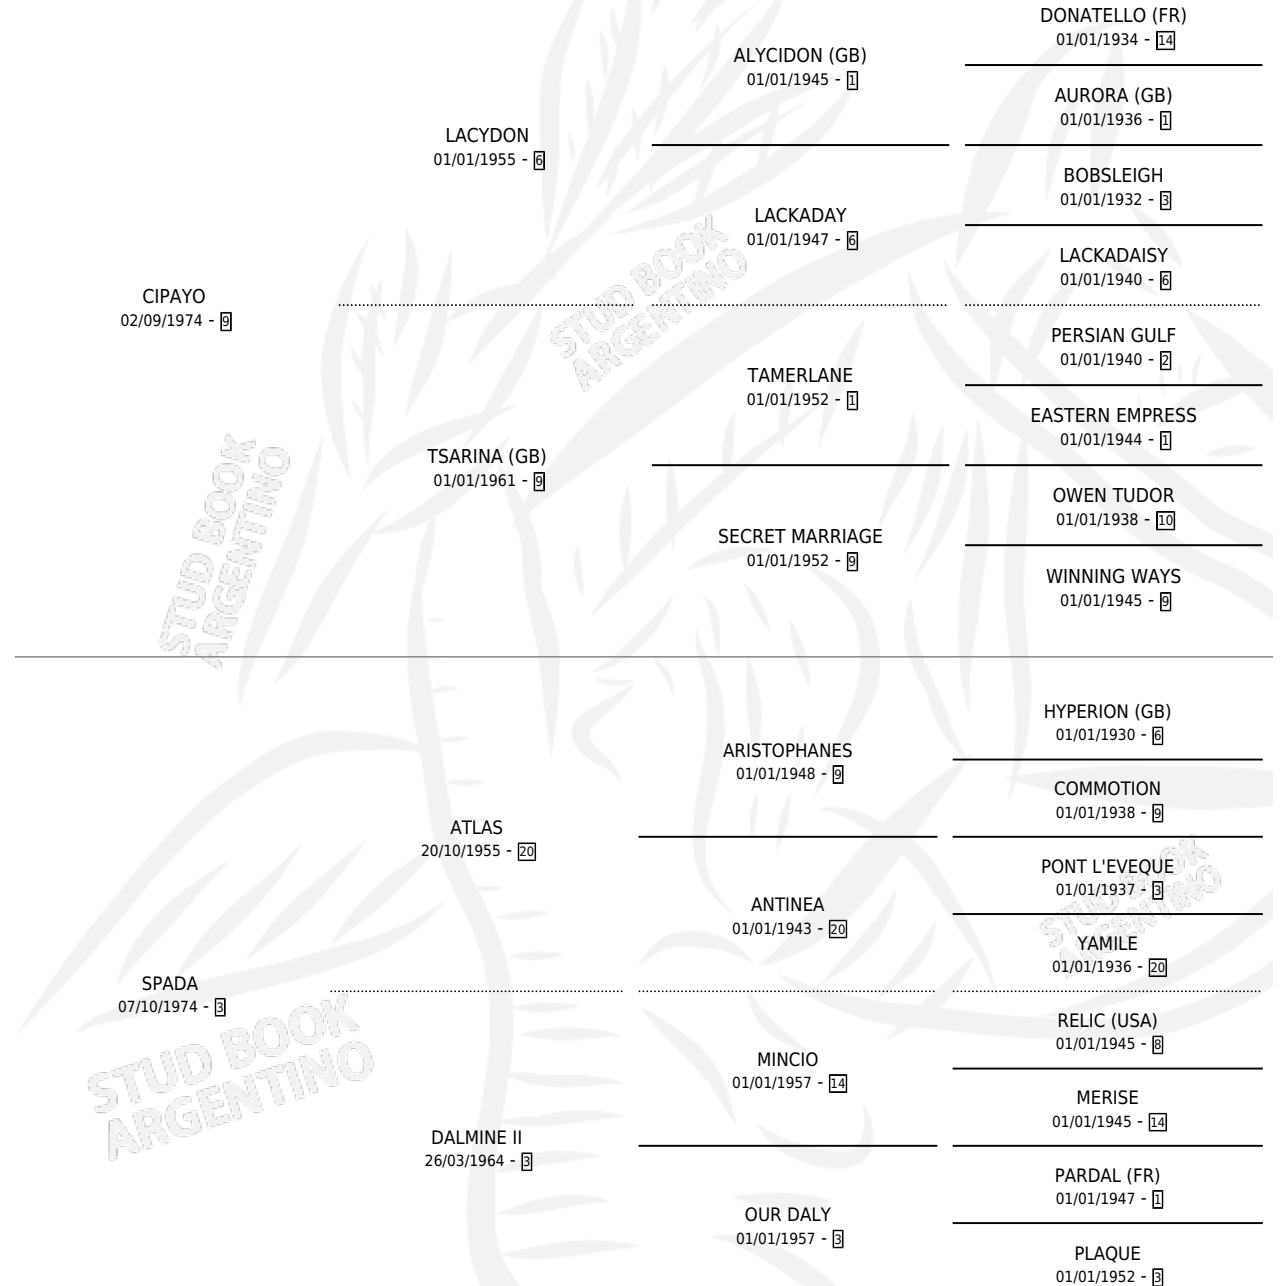 DONATELLO (FR)
01/01/1934 - 14
ALYCIDON (GB)
01/01/1945 - 1
AURORA (GB)
01/01/1936 - 1
LACYDON
01/01/1955 - 6
BOBSLEIGH
01/01/1932 - 3
LACKADAY
01/01/1947 - 6
LACKADAISY
01/01/1940 - 6
CIPAYO
02/09/1974 - 9
PERSIAN GULF
01/01/1940 - 2
TAMERLANE
01/01/1952 - 1
EASTERN EMPRESS
01/01/1944 - 1
TSARINA (GB)
01/01/1961 - 9
OWEN TUDOR
01/01/1938 - 10
SECRET MARRIAGE
01/01/1952 - 9
WINNING WAYS
01/01/1945 - 9
HYPERION (GB)
01/01/1930 - 6
ARISTOPHANES
01/01/1948 - 9
COMMOTION
01/01/1938 - 9
ATLAS
20/10/1955 - 20
PONT L'EVEQUE
01/01/1937 - 3
ANTINEA
01/01/1943 - 20
YAMILE
01/01/1936 - 20
SPADA
07/10/1974 - 3
RELIC (USA)
01/01/1945 - 8
MINCIO
01/01/1957 - 14
MERISE
01/01/1945 - 14
DALMINE II
26/03/1964 - 3
PARDAL (FR)
01/01/1947 - 1
OUR DALY
01/01/1957 - 3
PLAQUE
01/01/1952 - 3
STUD BOOK
ARGENTINO
STUD BOOK
ARGENTINO
STUD BOOK
ARGENTINO
STUD BOOK
ARGENTINO